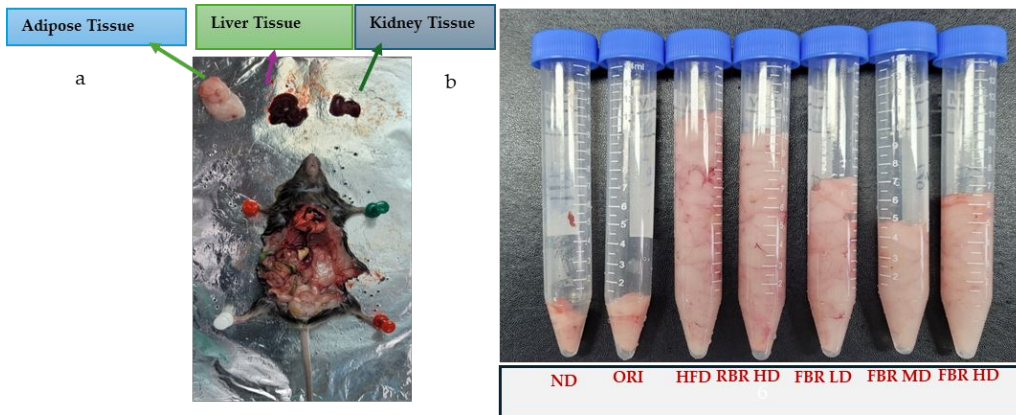 Adipose Tissue
Liver Tissue
Kidney Tissue
a
b
ND
ORI
HFD
RBR HD
FBR LD
FBR MD
FBR HD